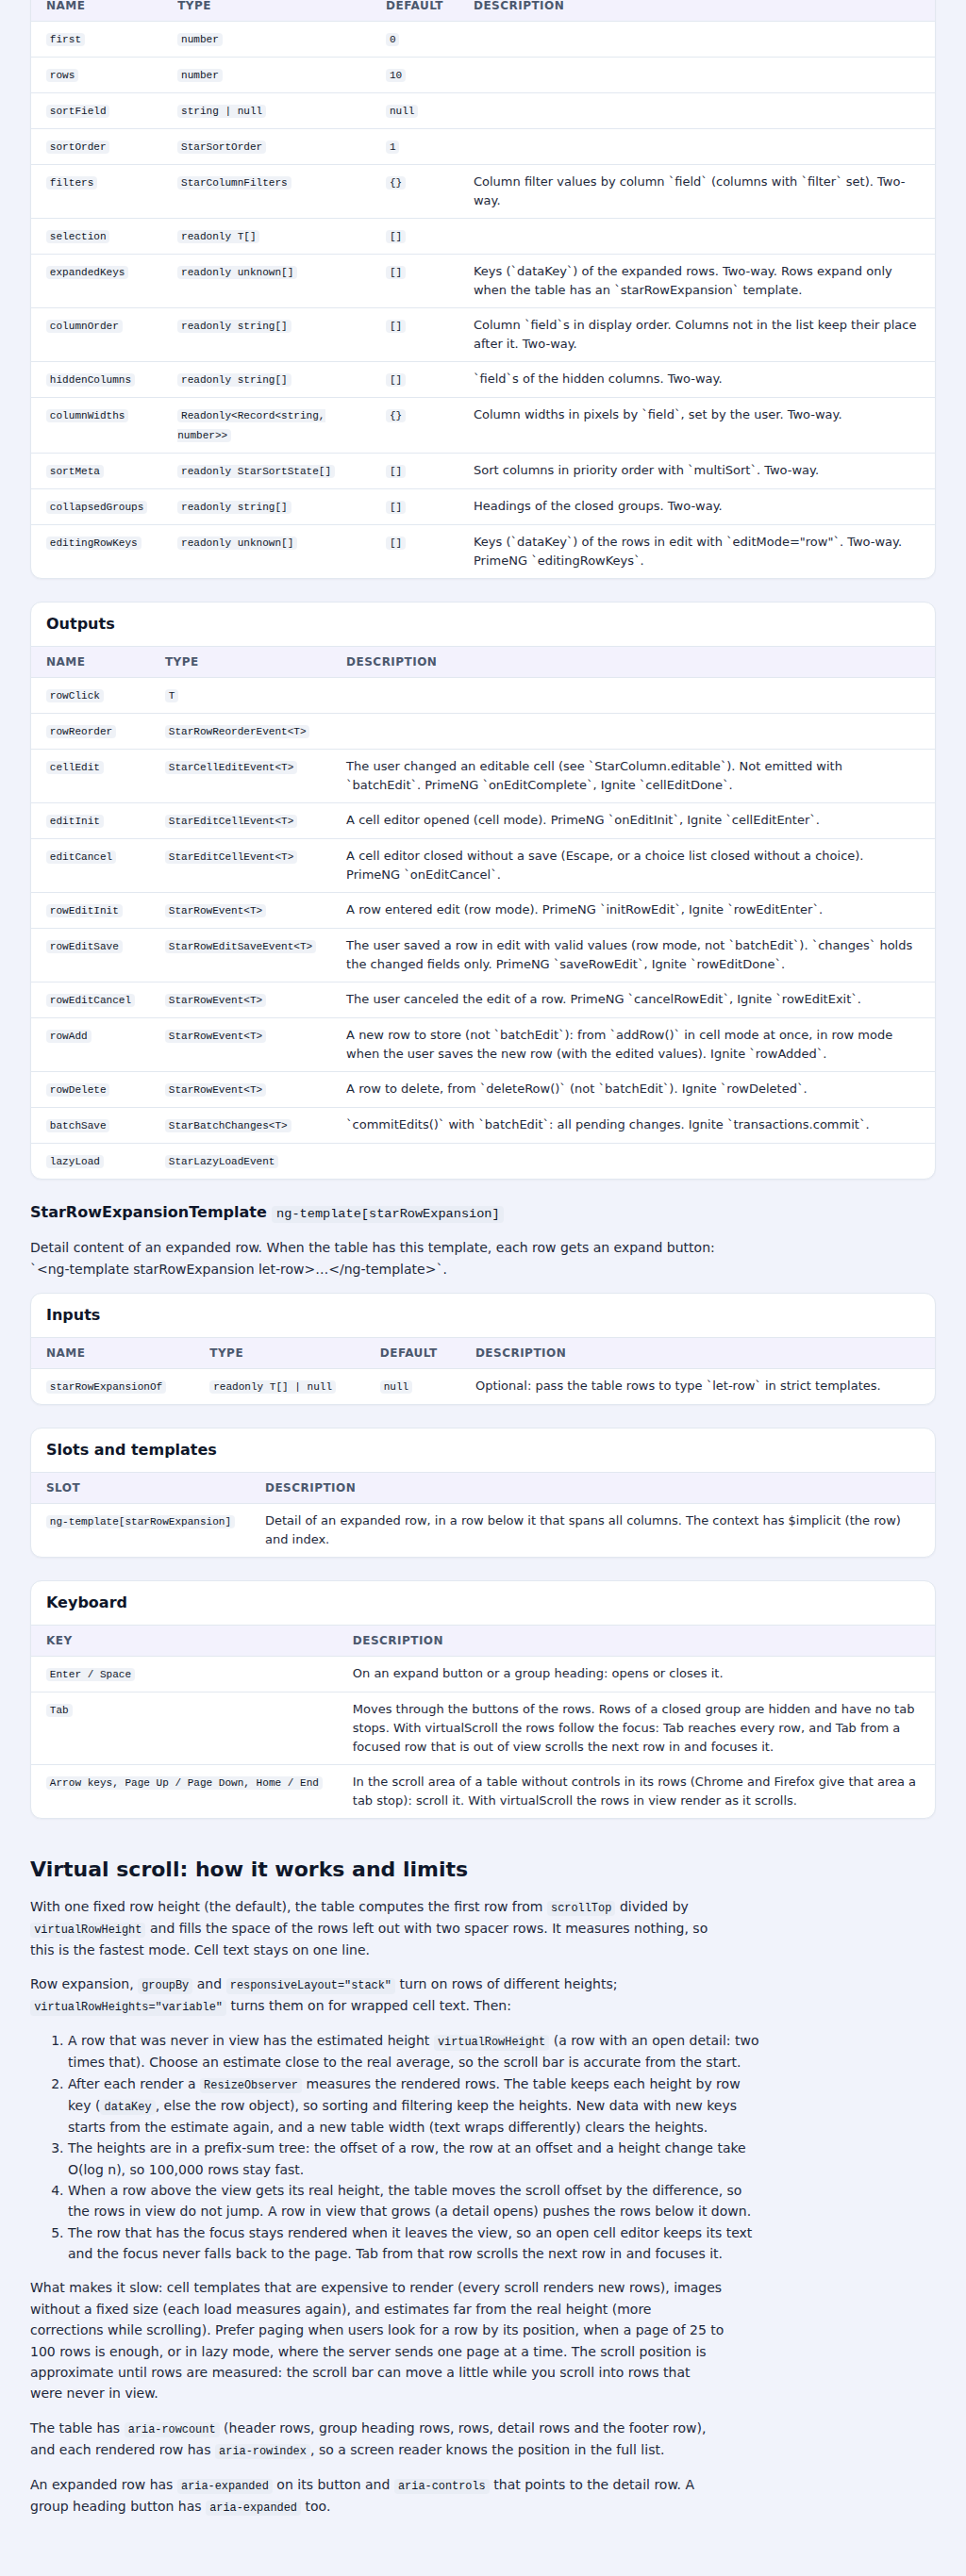 NAME TYPE DEFAULT DESCRIPTION
first number 0
rows number 10
sortField string | null null
sortOrder StarSortOrder 1
filters StarColumnFilters {} Column filter values by column `field` (columns with `filter` set). Two-
way.
selection readonly T[] []
expandedKeys readonly unknown[] [] Keys (`dataKey`) of the expanded rows. Two-way. Rows expand only
when the table has an `starRowExpansion` template.
columnOrder readonly string[] [] Column `field`s in display order. Columns not in the list keep their place
after it. Two-way.
hiddenColumns readonly string[] [] `field`s of the hidden columns. Two-way.
columnWidths Readonly<Record<string, {} Column widths in pixels by `field`, set by the user. Two-way.
number>>
sortMeta readonly StarSortState[] [] Sort columns in priority order with `multiSort`. Two-way.
collapsedGroups readonly string[] [] Headings of the closed groups. Two-way.
editingRowKeys readonly unknown[] [] Keys (`dataKey`) of the rows in edit with `editMode="row"`. Two-way.
PrimeNG `editingRowKeys`.
Outputs
NAME TYPE DESCRIPTION
rowClick T
rowReorder StarRowReorderEvent<T>
cellEdit StarCellEditEvent<T> The user changed an editable cell (see `StarColumn.editable`). Not emitted with
`batchEdit`. PrimeNG `onEditComplete`, Ignite `cellEditDone`.
editInit StarEditCellEvent<T> A cell editor opened (cell mode). PrimeNG `onEditInit`, Ignite `cellEditEnter`.
editCancel StarEditCellEvent<T> A cell editor closed without a save (Escape, or a choice list closed without a choice).
PrimeNG `onEditCancel`.
rowEditInit StarRowEvent<T> A row entered edit (row mode). PrimeNG `initRowEdit`, Ignite `rowEditEnter`.
rowEditSave StarRowEditSaveEvent<T> The user saved a row in edit with valid values (row mode, not `batchEdit`). `changes` holds
the changed fields only. PrimeNG `saveRowEdit`, Ignite `rowEditDone`.
rowEditCancel StarRowEvent<T> The user canceled the edit of a row. PrimeNG `cancelRowEdit`, Ignite `rowEditExit`.
rowAdd StarRowEvent<T> A new row to store (not `batchEdit`): from `addRow()` in cell mode at once, in row mode
when the user saves the new row (with the edited values). Ignite `rowAdded`.
rowDelete StarRowEvent<T> A row to delete, from `deleteRow()` (not `batchEdit`). Ignite `rowDeleted`.
batchSave StarBatchChanges<T> `commitEdits()` with `batchEdit`: all pending changes. Ignite `transactions.commit`.
lazyLoad StarLazyLoadEvent
StarRowExpansionTemplate ng-template[starRowExpansion]
Detail content of an expanded row. When the table has this template, each row gets an expand button:
`<ng-template starRowExpansion let-row>…</ng-template>`.
Inputs
NAME TYPE DEFAULT DESCRIPTION
starRowExpansionOf readonly T[] | null null Optional: pass the table rows to type `let-row` in strict templates.
Slots and templates
SLOT DESCRIPTION
ng-template[starRowExpansion] Detail of an expanded row, in a row below it that spans all columns. The context has $implicit (the row)
and index.
Keyboard
KEY DESCRIPTION
Enter / Space On an expand button or a group heading: opens or closes it.
Tab Moves through the buttons of the rows. Rows of a closed group are hidden and have no tab
stops. With virtualScroll the rows follow the focus: Tab reaches every row, and Tab from a
focused row that is out of view scrolls the next row in and focuses it.
Arrow keys, Page Up / Page Down, Home / End In the scroll area of a table without controls in its rows (Chrome and Firefox give that area a
tab stop): scroll it. With virtualScroll the rows in view render as it scrolls.
Virtual scroll: how it works and limits
With one fixed row height (the default), the table computes the first row from scrollTop divided by
virtualRowHeight and fills the space of the rows left out with two spacer rows. It measures nothing, so
this is the fastest mode. Cell text stays on one line.
Row expansion, groupBy and responsiveLayout="stack" turn on rows of different heights;
virtualRowHeights="variable" turns them on for wrapped cell text. Then:
1. A row that was never in view has the estimated height virtualRowHeight (a row with an open detail: two
times that). Choose an estimate close to the real average, so the scroll bar is accurate from the start.
2. After each render a ResizeObserver measures the rendered rows. The table keeps each height by row
key (dataKey, else the row object), so sorting and filtering keep the heights. New data with new keys
starts from the estimate again, and a new table width (text wraps differently) clears the heights.
3. The heights are in a prefix-sum tree: the offset of a row, the row at an offset and a height change take
O(log n), so 100,000 rows stay fast.
4. When a row above the view gets its real height, the table moves the scroll offset by the difference, so
the rows in view do not jump. A row in view that grows (a detail opens) pushes the rows below it down.
5. The row that has the focus stays rendered when it leaves the view, so an open cell editor keeps its text
and the focus never falls back to the page. Tab from that row scrolls the next row in and focuses it.
What makes it slow: cell templates that are expensive to render (every scroll renders new rows), images
without a fixed size (each load measures again), and estimates far from the real height (more
corrections while scrolling). Prefer paging when users look for a row by its position, when a page of 25 to
100 rows is enough, or in lazy mode, where the server sends one page at a time. The scroll position is
approximate until rows are measured: the scroll bar can move a little while you scroll into rows that
were never in view.
The table has aria-rowcount (header rows, group heading rows, rows, detail rows and the footer row),
and each rendered row has aria-rowindex, so a screen reader knows the position in the full list.
An expanded row has aria-expanded on its button and aria-controls that points to the detail row. A
group heading button has aria-expanded too.